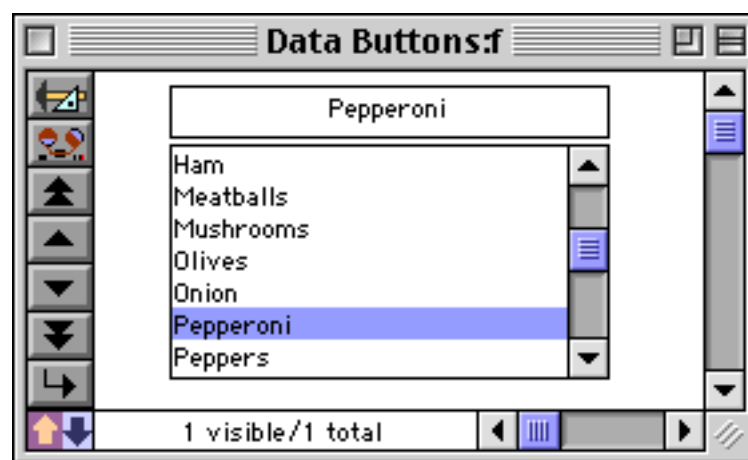 Data Buttons:f
Pepperoni
Ham
Meatballs
Mushrooms
Olives
Onion
Pepperoni
Peppers
1 visible/1 total